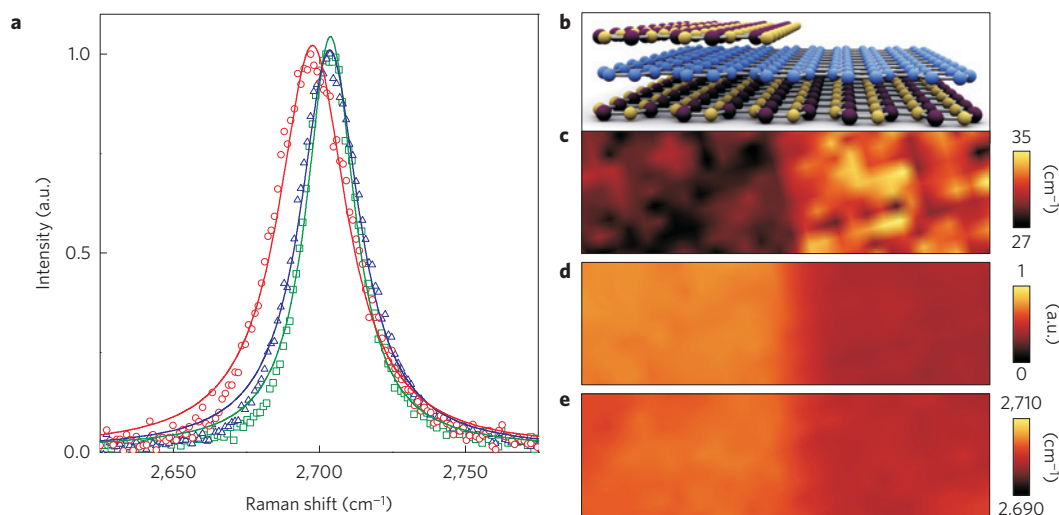 a
1.0
0.5
0.0
Intensity (a.u.)
2,650
2,700
2,750
Raman shift (cm⁻¹)
b
c
35
(cm⁻¹)
27
d
1
(a.u.)
0
e
2,710
(cm⁻¹)
2,690